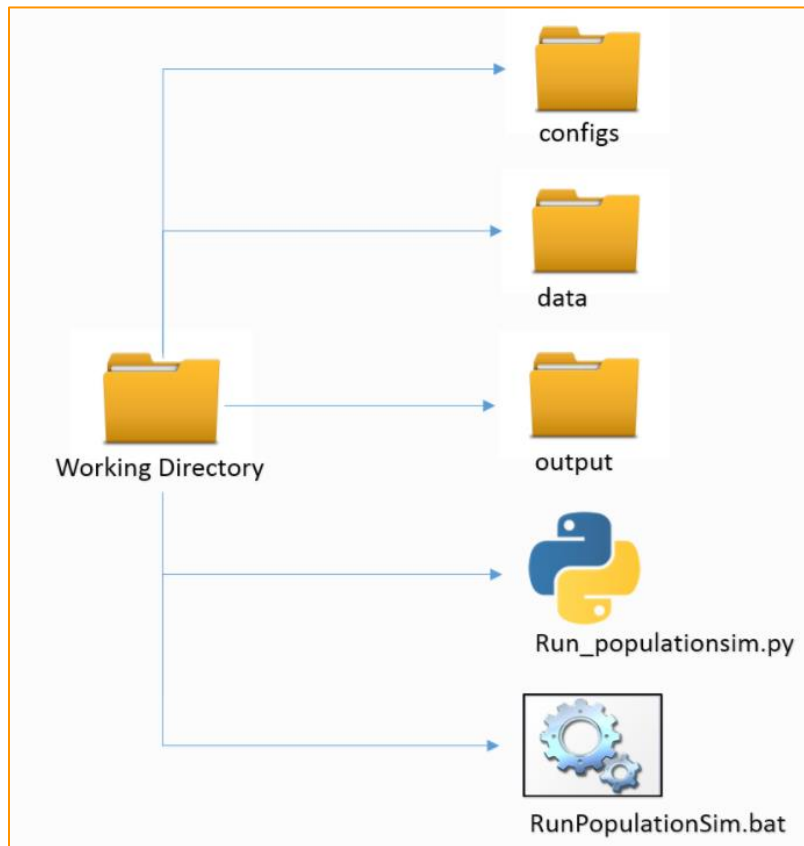 configs
data
Working Directory
output
Run_populationsim.py
RunPopulationSim.bat